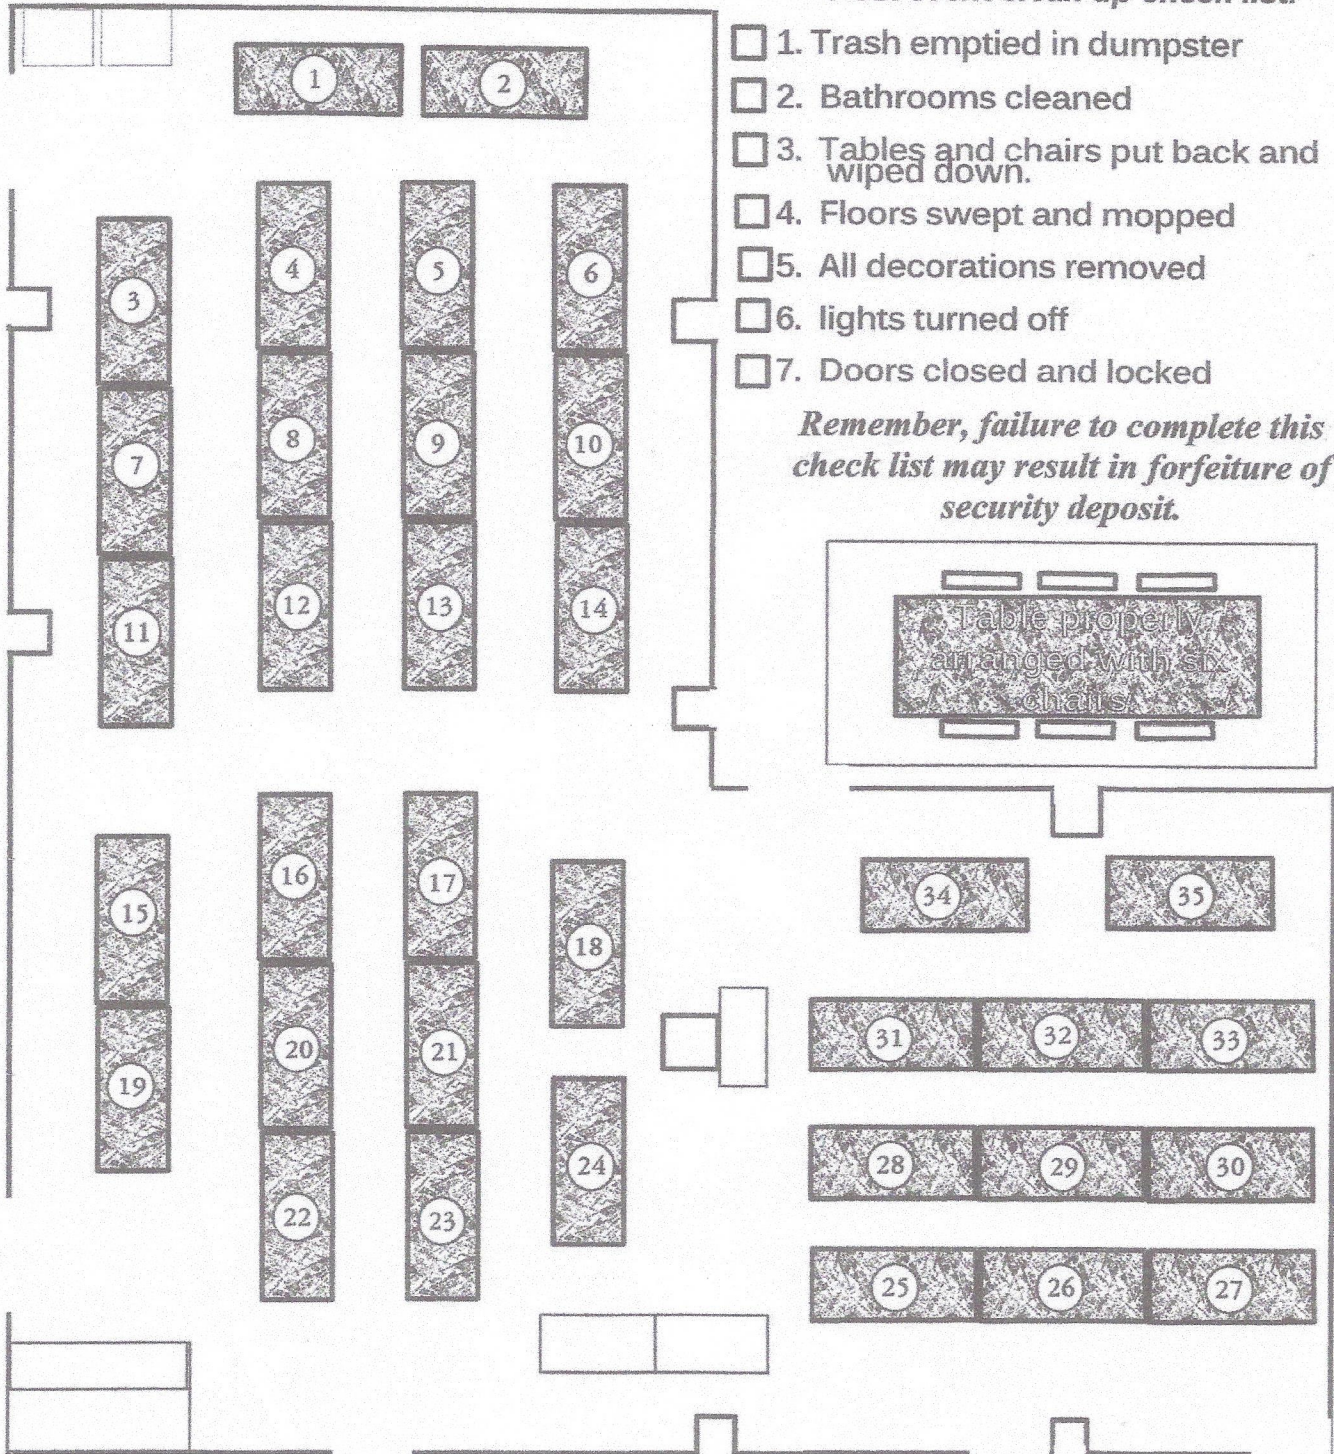 clean up check list.
1. Trash emptied in dumpster
2. Bathrooms cleaned
3. Tables and chairs put back and
wiped down.
4. Floors swept and mopped
5. All decorations removed
6. lights turned off
7. Doors closed and locked
Remember, failure to complete this
check list may result in forfeiture of
security deposit.
Table properly
arranged with six
chairs
1
2
3
4
5
6
7
8
9
10
11
12
13
14
15
16
17
18
19
20
21
22
23
24
34
35
31
32
33
28
29
30
25
26
27